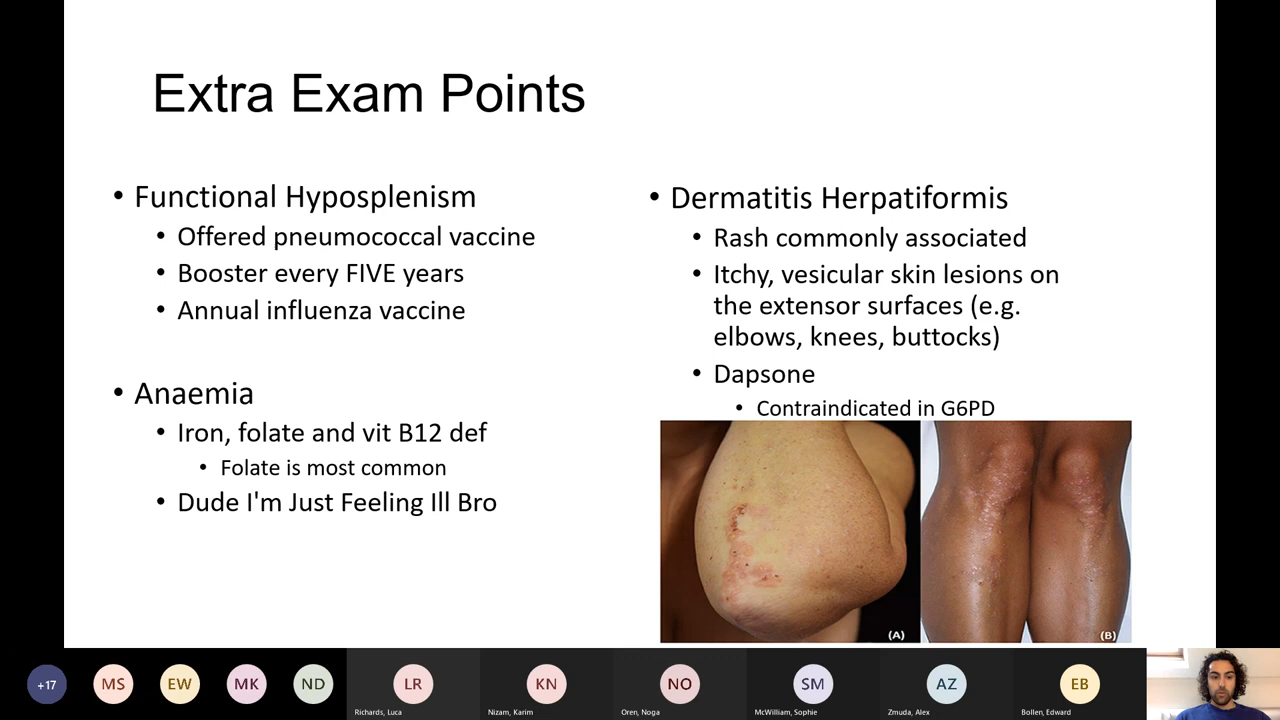 Extra Exam Points
• Functional Hyposplenism
• Offered pneumococcal vaccine
• Booster every FIVE years
• Annual influenza vaccine
• Anaemia
• Iron, folate and vit B12 def
• Folate is most common
• Dude I'm Just Feeling Ill Bro
• Dermatitis Herpatiformis
• Rash commonly associated
• Itchy, vesicular skin lesions on
the extensor surfaces (e.g.
elbows, knees, buttocks)
• Dapsone
• Contraindicated in G6PD
(A)
(B)
+17
MS
EW
MK
ND
LR
Richards, Luca
KN
Nizam, Karim
NO
Oren, Noga
SM
McWilliam, Sophie
AZ
Zmuda, Alex
EB
Bollen, Edward